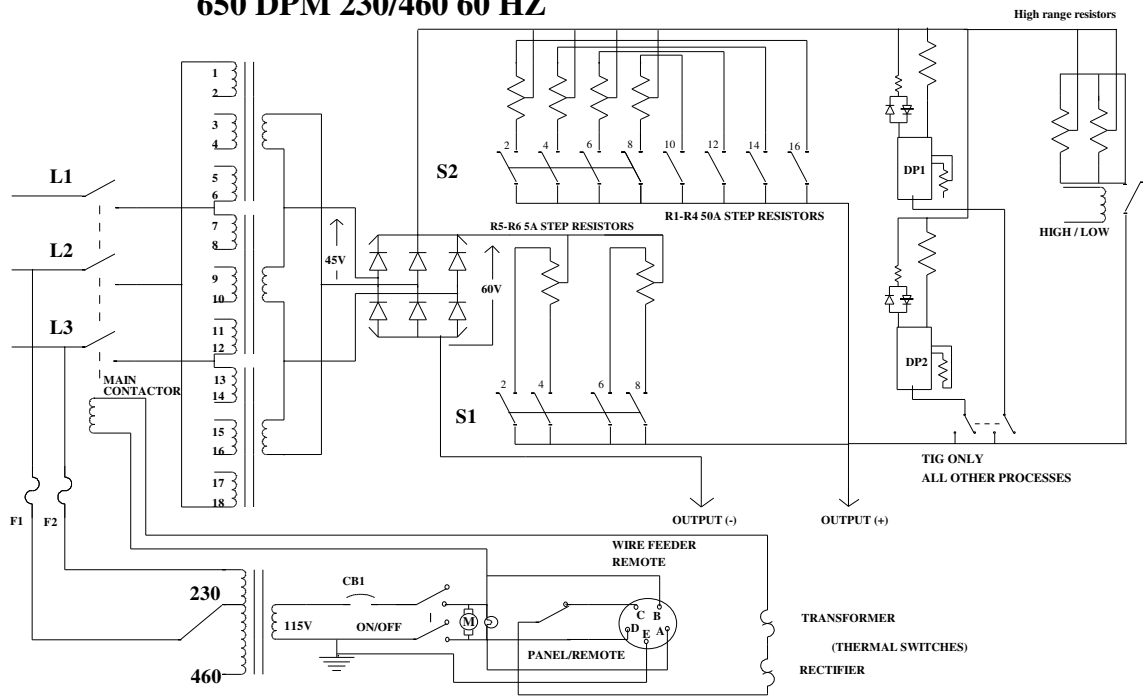 650 DPM 230/460 60 HZ
High range resistors
1
2
3
4
5
6
7
8
9
10
11
12
13
14
15
16
17
18
L1
L2
L3
MAIN
CONTACTOR
45V
60V
S2
2 4 6 8 10 12 14 16
R1-R4 50A STEP RESISTORS
R5-R6 5A STEP RESISTORS
S1
2 4 6 8
DP1
DP2
HIGH / LOW
TIG ONLY
ALL OTHER PROCESSES
OUTPUT (-)
OUTPUT (+)
F1 F2
WIRE FEEDER
REMOTE
230
460
115V
CB1
ON/OFF
M
PANEL/REMOTE
C B
D E A
TRANSFORMER
(THERMAL SWITCHES)
RECTIFIER